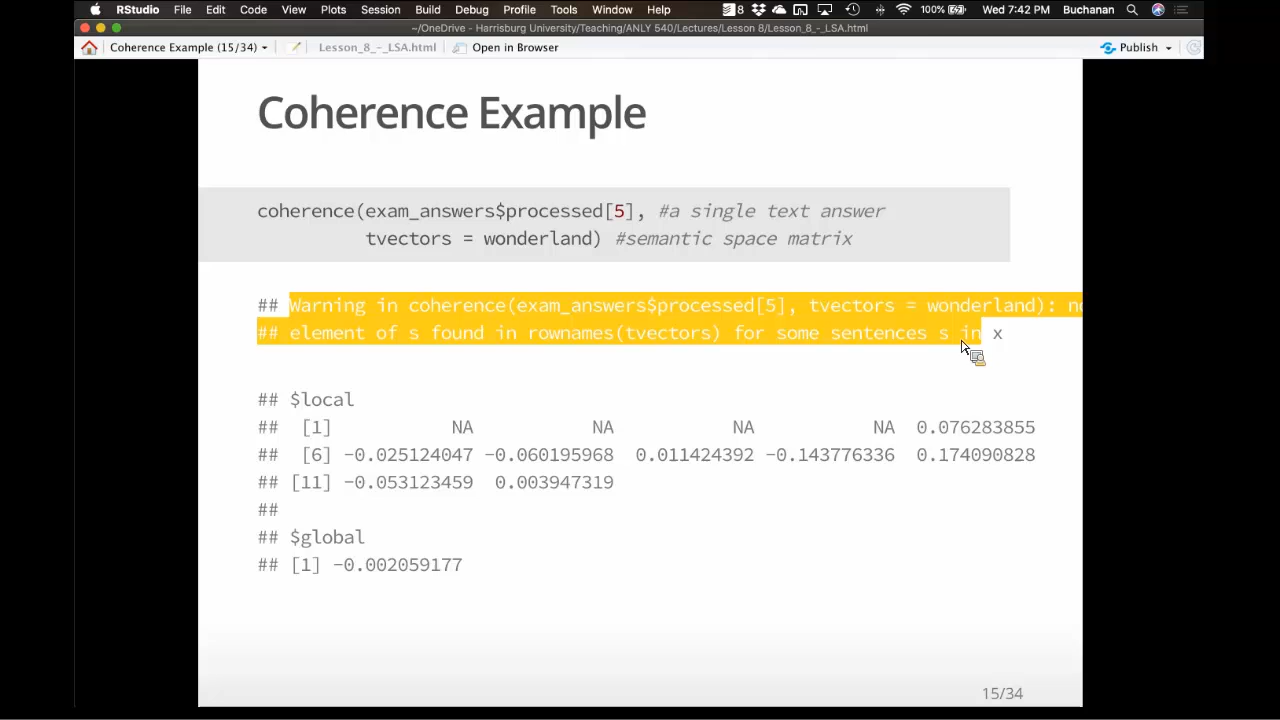 RStudio File Edit Code View Plots Session Build Debug Profile Tools Window Help 8 100% Wed 7:42 PM Buchanan
~/OneDrive - Harrisburg University/Teaching/ANLY 540/Lectures/Lesson 8/Lesson_8_-_LSA.html
Coherence Example (15/34) Lesson_8_-_LSA.html Open in Browser Publish
Coherence Example
coherence(exam_answers$processed[5], #a single text answer
tvectors = wonderland) #semantic space matrix
## Warning in coherence(exam_answers$processed[5], tvectors = wonderland):
## element of s found in rownames(tvectors) for some sentences s in x
## $local
## [1] NA NA NA NA 0.076283855
## [6] -0.025124047 -0.060195968 0.011424392 -0.143776336 0.174090828
## [11] -0.053123459 0.003947319
##
## $global
## [1] -0.002059177
15/34